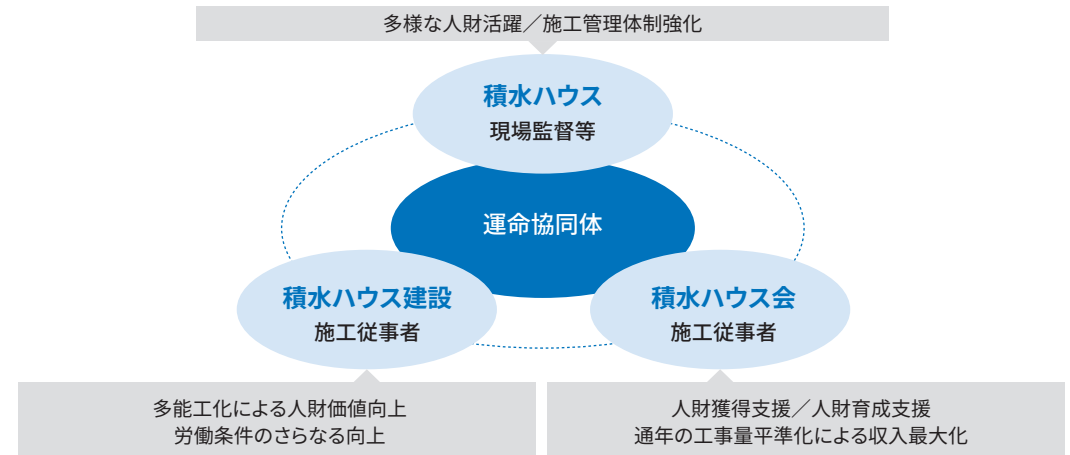 多様な人財活躍／施工管理体制強化
積水ハウス
現場監督等
運命協同体
積水ハウス建設
施工従事者
積水ハウス会
施工従事者
多能工化による人財価値向上
労働条件のさらなる向上
人財獲得支援／人財育成支援
通年の工事量平準化による収入最大化